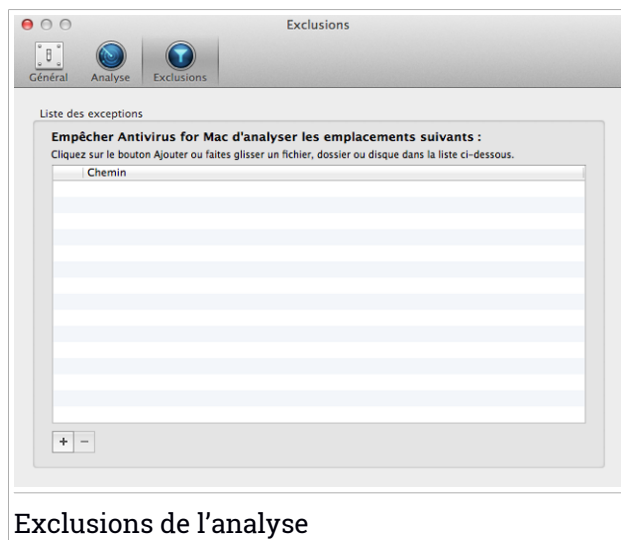 Exclusions
Général Analyse Exclusions
Liste des exceptions
Empêcher Antivirus for Mac d'analyser les emplacements suivants :
Cliquez sur le bouton Ajouter ou faites glisser un fichier, dossier ou disque dans la liste ci-dessous.
Chemin
+ −
Exclusions de l’analyse